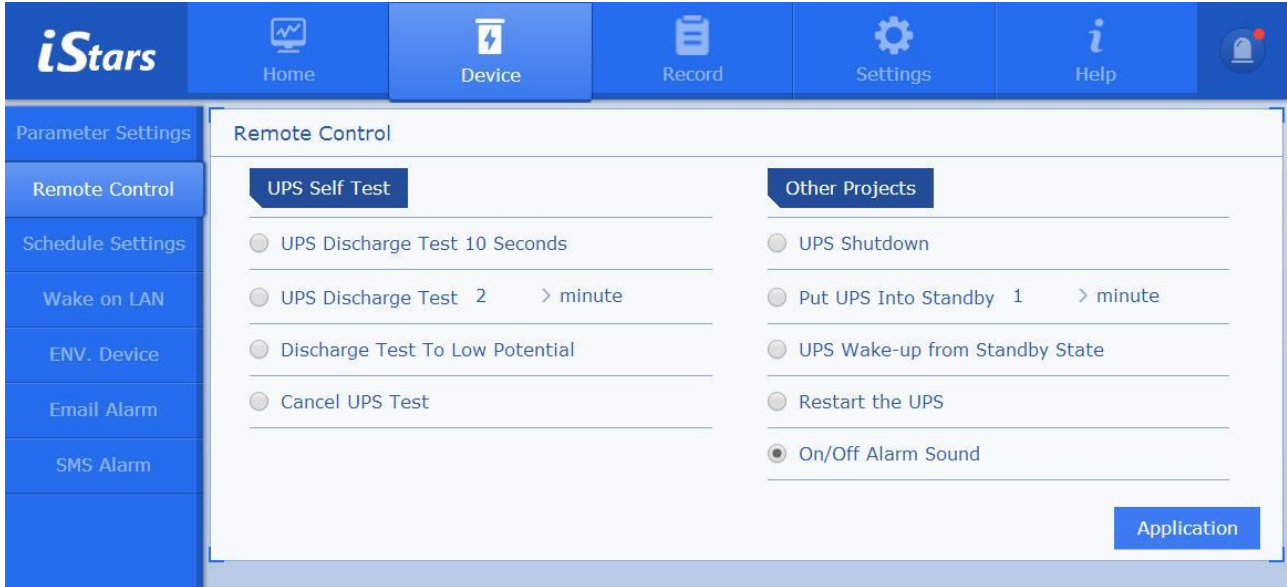 iStars
Home
Device
Record
Settings
Help
Parameter Settings
Remote Control
Schedule Settings
Wake on LAN
ENV. Device
Email Alarm
SMS Alarm
Remote Control
UPS Self Test
UPS Discharge Test 10 Seconds
UPS Discharge Test 2 > minute
Discharge Test To Low Potential
Cancel UPS Test
Other Projects
UPS Shutdown
Put UPS Into Standby 1 > minute
UPS Wake-up from Standby State
Restart the UPS
On/Off Alarm Sound
Application